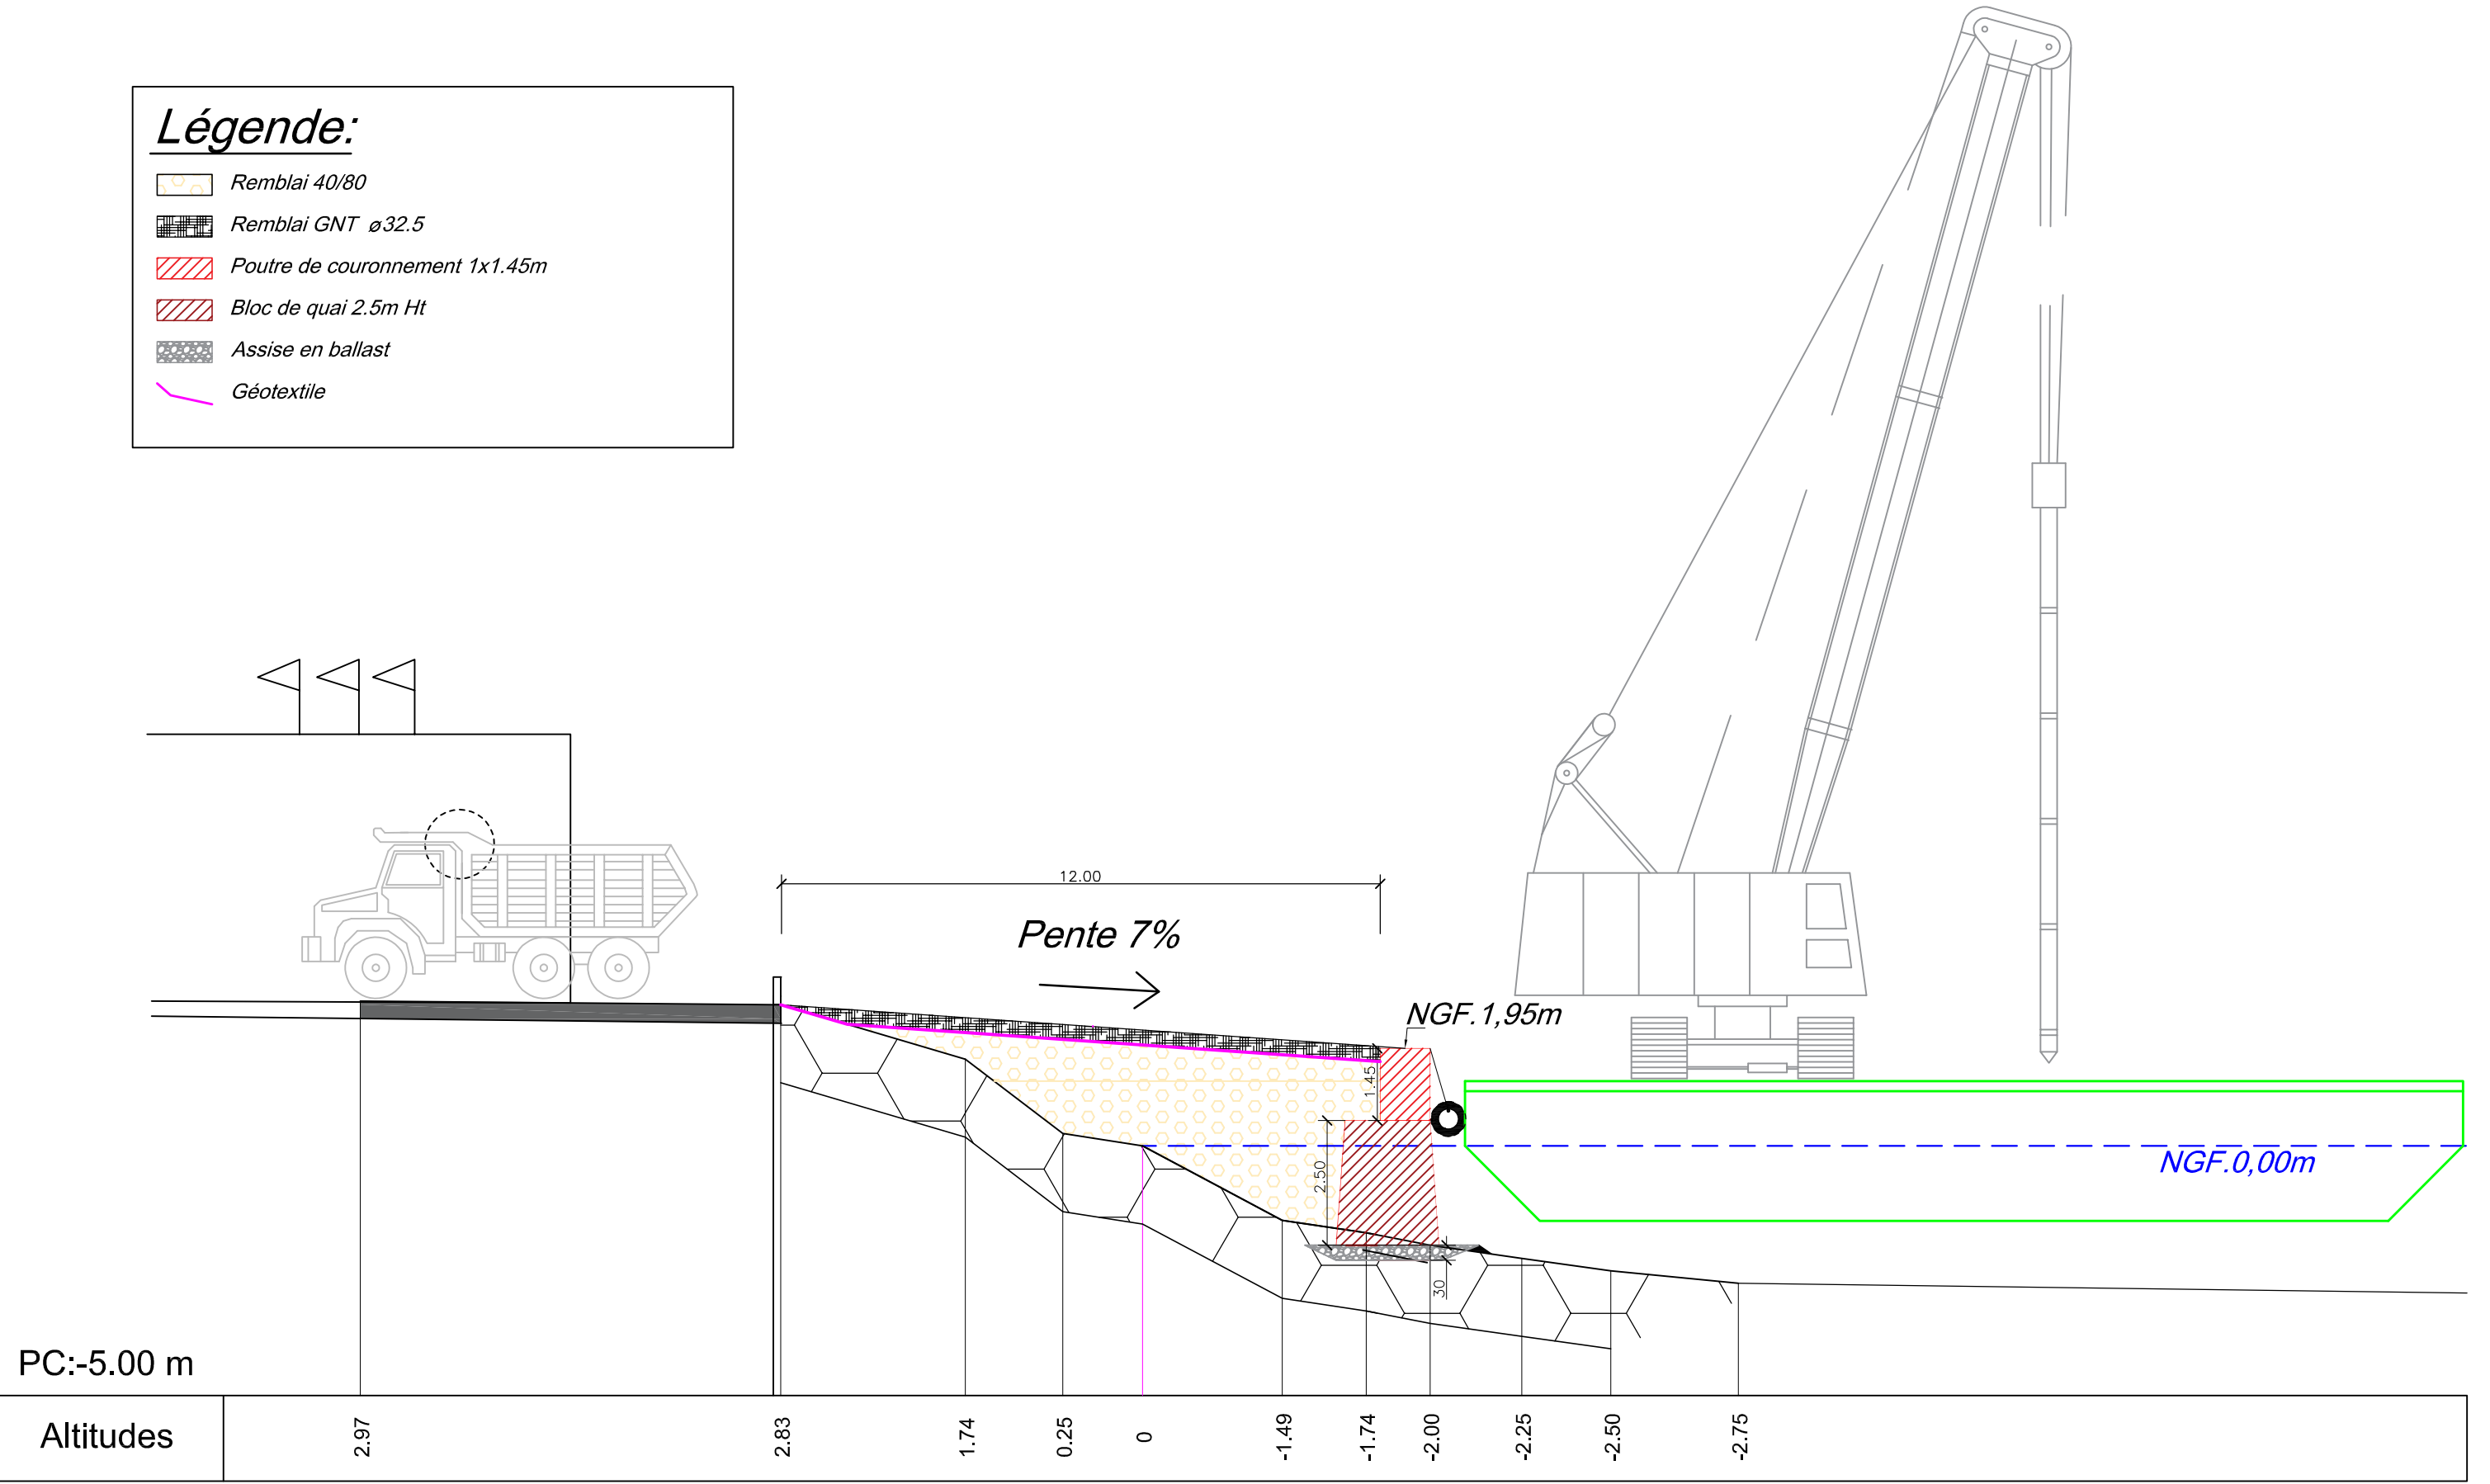 Légende:
Remblai 40/80
Remblai GNT ø32.5
Poutre de couronnement 1x1.45m
Bloc de quai 2.5m Ht
Assise en ballast
Géotextile
12.00
Pente 7%
NGF.1,95m
1.45
2.50
NGF.0,00m
30
PC:-5.00 m
Altitudes
2.97
2.83
1.74
0.25
0
-1.49
-1.74
-2.00
-2.25
-2.50
-2.75